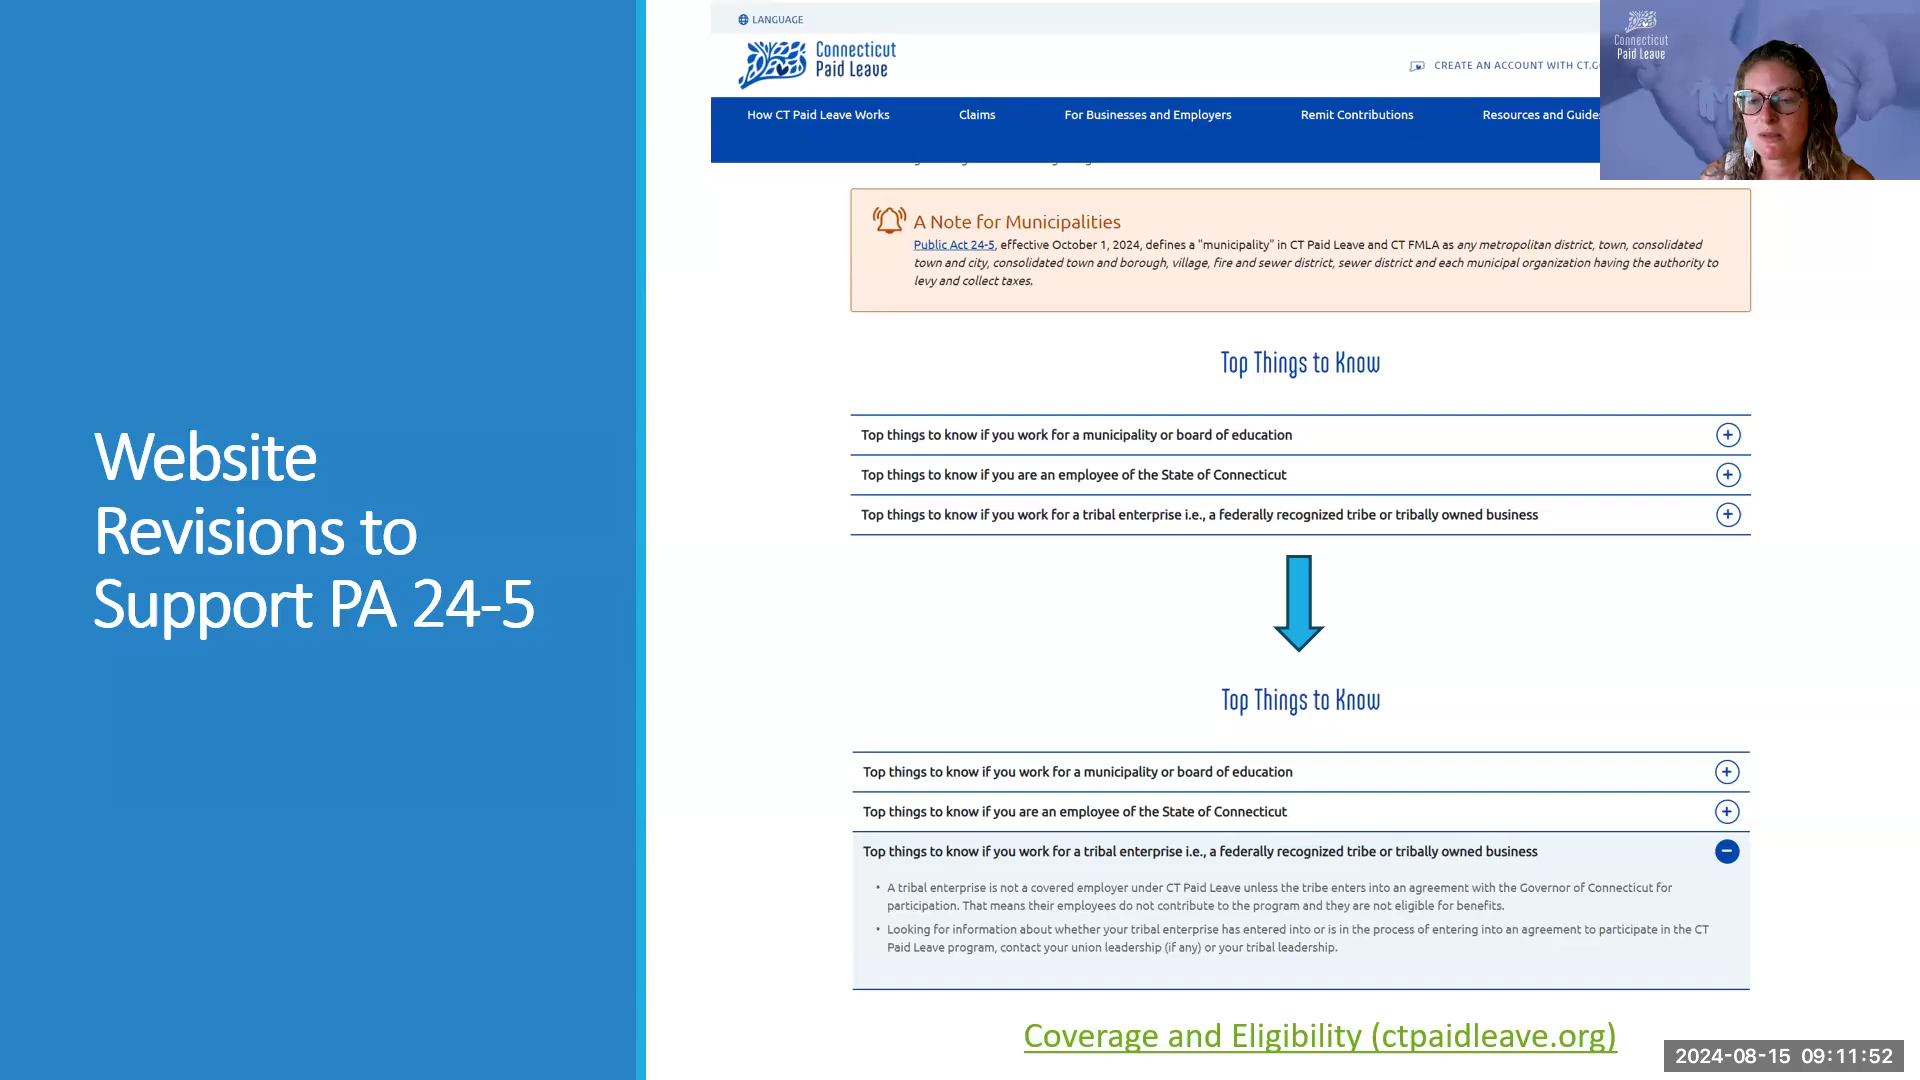 Website
Revisions to
Support PA 24-5
LANGUAGE
Connecticut
Paid Leave
CREATE AN ACCOUNT WITH
How CT Paid Leave Works
Claims
For Businesses and Employers
Remit Contributions
Resources and Guides
Connecticut
Paid Leave
A Note for Municipalities
Public Act 24-5, effective October 1, 2024, defines a "municipality" in CT Paid Leave and CT FMLA as any metropolitan district, town, consolidated
town and city, consolidated town and borough, village, fire and sewer district, sewer district and each municipal organization having the authority to
levy and collect taxes.
Top Things to Know
Top things to know if you work for a municipality or board of education
Top things to know if you are an employee of the State of Connecticut
Top things to know if you work for a tribal enterprise i.e., a federally recognized tribe or tribally owned business
Top Things to Know
Top things to know if you work for a municipality or board of education
Top things to know if you are an employee of the State of Connecticut
Top things to know if you work for a tribal enterprise i.e., a federally recognized tribe or tribally owned business
• A tribal enterprise is not a covered employer under CT Paid Leave unless the tribe enters into an agreement with the Governor of Connecticut for
participation. That means their employees do not contribute to the program and they are not eligible for benefits.
• Looking for information about whether your tribal enterprise has entered into or is in the process of entering into an agreement to participate in the CT
Paid Leave program, contact your union leadership (if any) or your tribal leadership.
Coverage and Eligibility (ctpaidleave.org)
2024-08-15 09:11:52